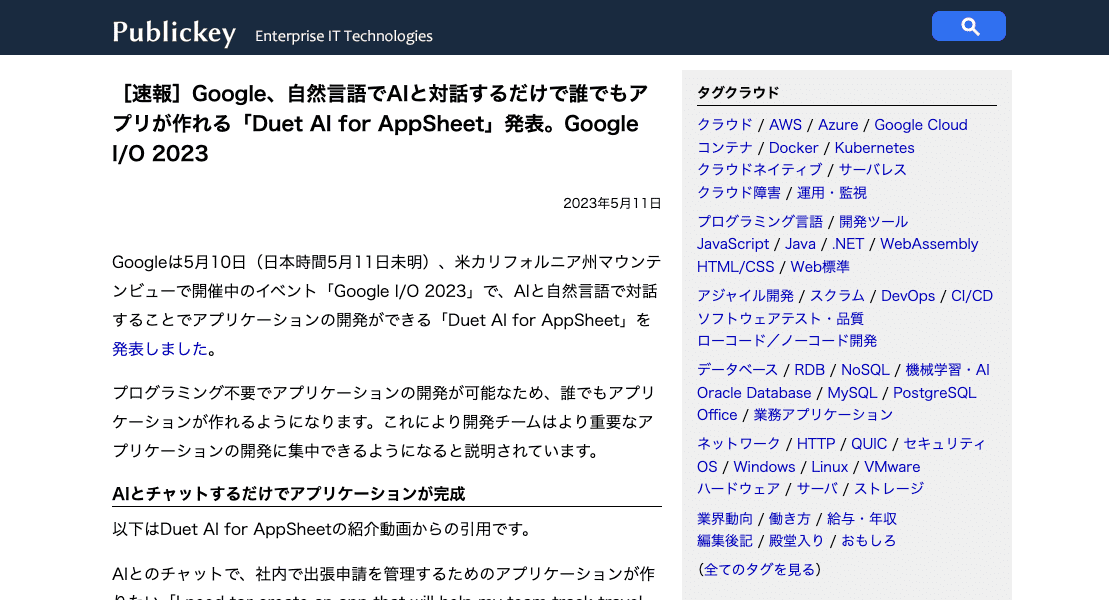 Publickey Enterprise IT Technologies
［速報］Google、自然言語でAIと対話するだけで誰でもア
プリが作れる「Duet AI for AppSheet」発表。Google
I/O 2023
2023年5月11日
Googleは5月10日（日本時間5月11日未明）、米カリフォルニア州マウンテ
ンビューで開催中のイベント「Google I/O 2023」で、AIと自然言語で対話
することでアプリケーションの開発ができる「Duet AI for AppSheet」を
発表しました。
プログラミング不要でアプリケーションの開発が可能なため、誰でもアプリ
ケーションが作れるようになります。これにより開発チームはより重要なア
プリケーションの開発に集中できるようになると説明されています。
AIとチャットするだけでアプリケーションが完成
以下はDuet AI for AppSheetの紹介動画からの引用です。
AIとのチャットで、社内で出張申請を管理するためのアプリケーションが作
りたい「I need for create an app that will help my team track travel
タグクラウド
クラウド / AWS / Azure / Google Cloud
コンテナ / Docker / Kubernetes
クラウドネイティブ / サーバレス
クラウド障害 / 運用・監視
プログラミング言語 / 開発ツール
JavaScript / Java / .NET / WebAssembly
HTML/CSS / Web標準
アジャイル開発 / スクラム / DevOps / CI/CD
ソフトウェアテスト・品質
ローコード／ノーコード開発
データベース / RDB / NoSQL / 機械学習・AI
Oracle Database / MySQL / PostgreSQL
Office / 業務アプリケーション
ネットワーク / HTTP / QUIC / セキュリティ
OS / Windows / Linux / VMware
ハードウェア / サーバ / ストレージ
業界動向 / 働き方 / 給与・年収
編集後記 / 殿堂入り / おもしろ
（全てのタグを見る）